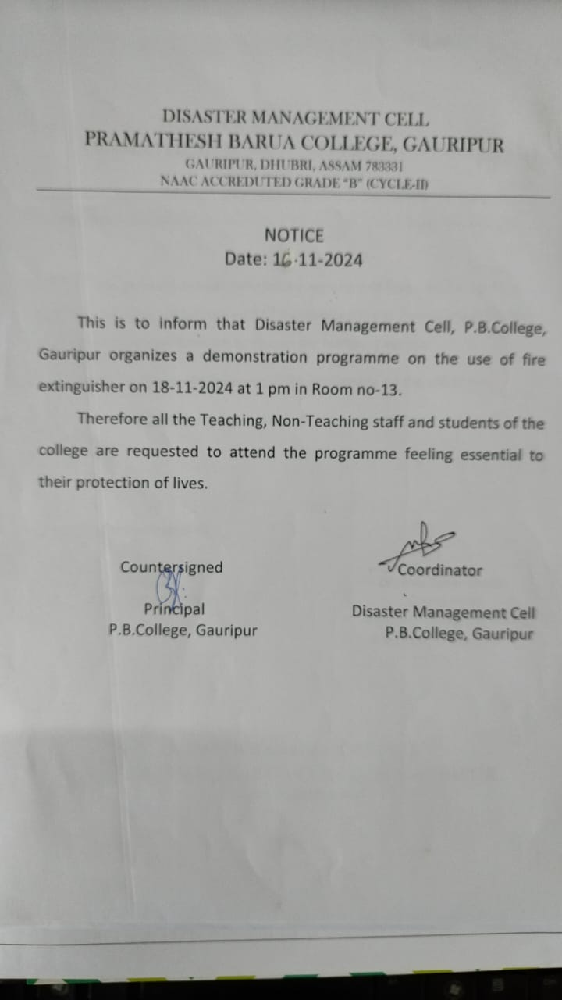 DISASTER MANAGEMENT CELL
PRAMATHESH BARUA COLLEGE, GAURIPUR
GAURIPUR, DHUBRI, ASSAM 783331
NAAC ACCREDUTED GRADE "B" (CYCLE-II)
NOTICE
Date: 16-11-2024
This is to inform that Disaster Management Cell, P.B.College,
Gauripur organizes a demonstration programme on the use of fire
extinguisher on 18-11-2024 at 1 pm in Room no-13.
Therefore all the Teaching, Non-Teaching staff and students of the
college are requested to attend the programme feeling essential to
their protection of lives.
Countersigned
Principal
P.B.College, Gauripur
Coordinator
Disaster Management Cell
P.B.College, Gauripur